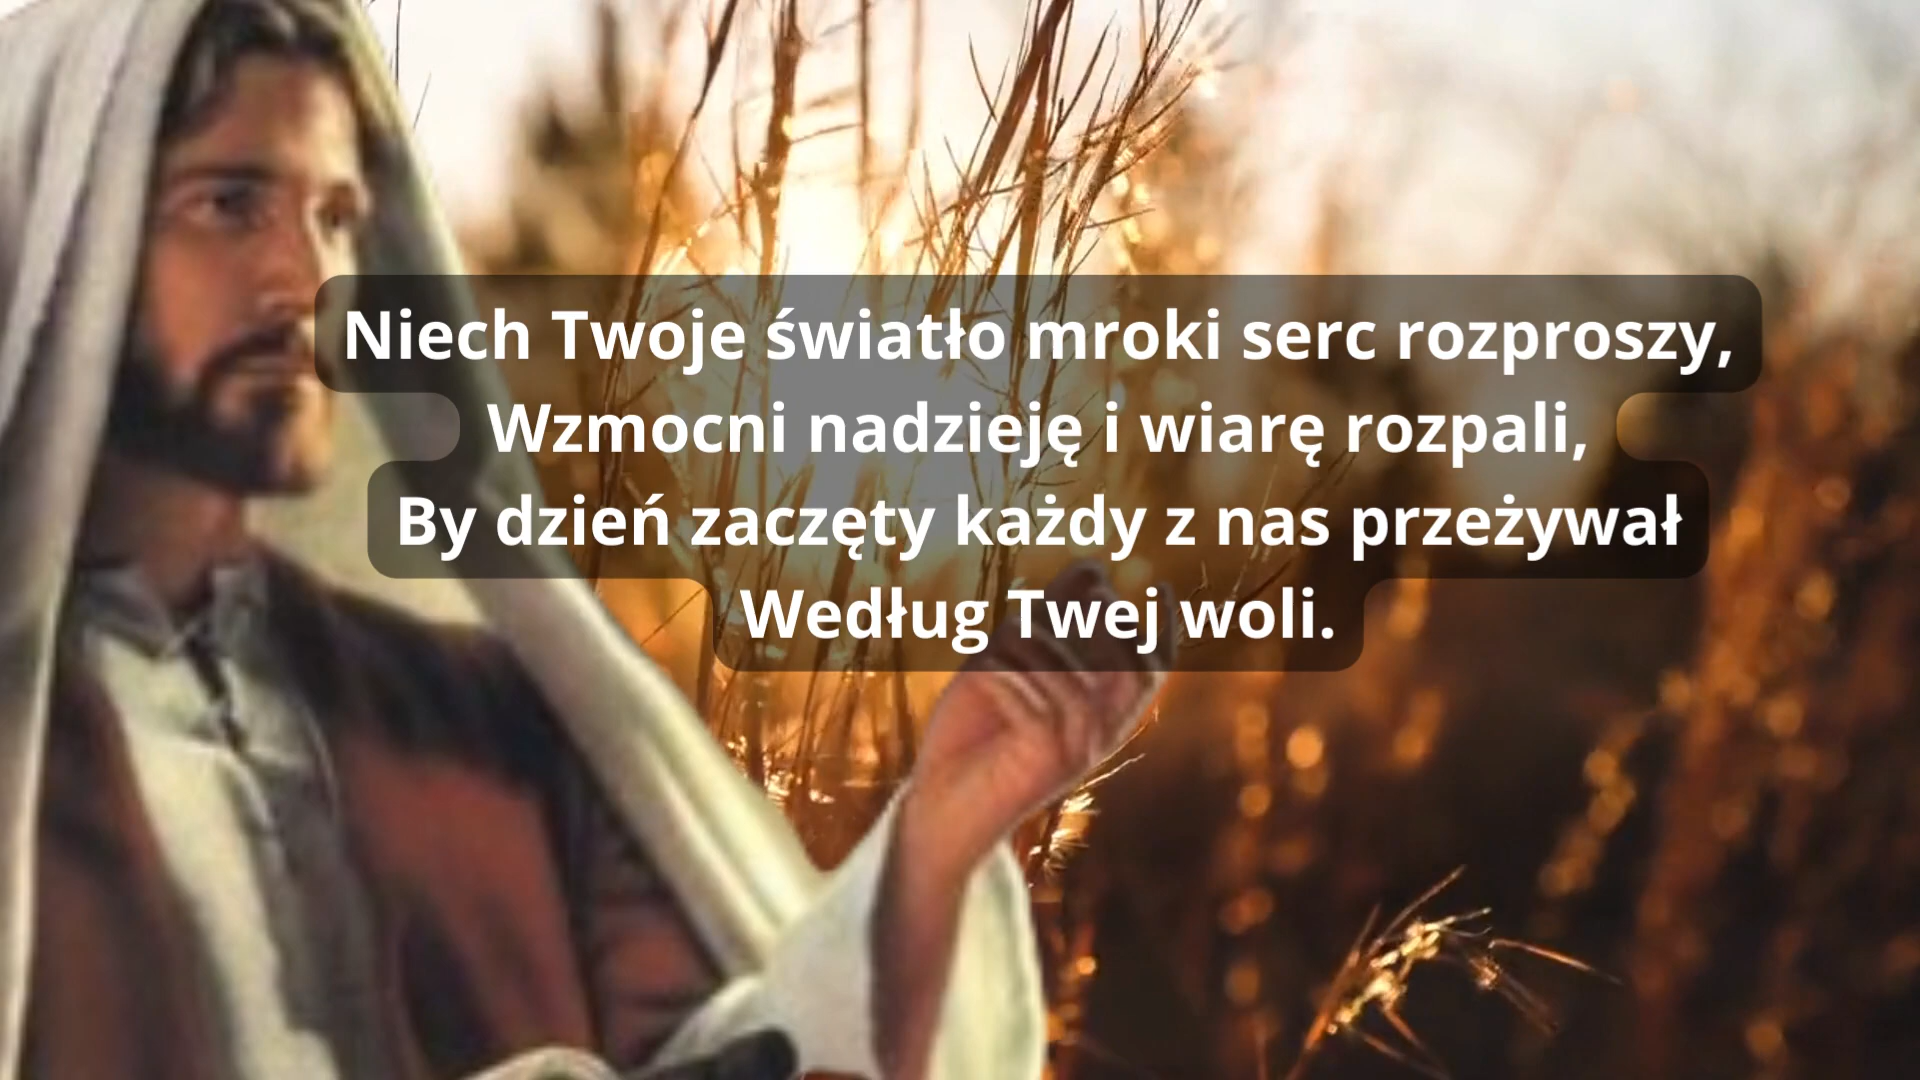 Niech Twoje światło mroki serc rozproszy,
Wzmocni nadzieję i wiarę rozpali,
By dzień zaczęty każdy z nas przeżywał
Według Twej woli.